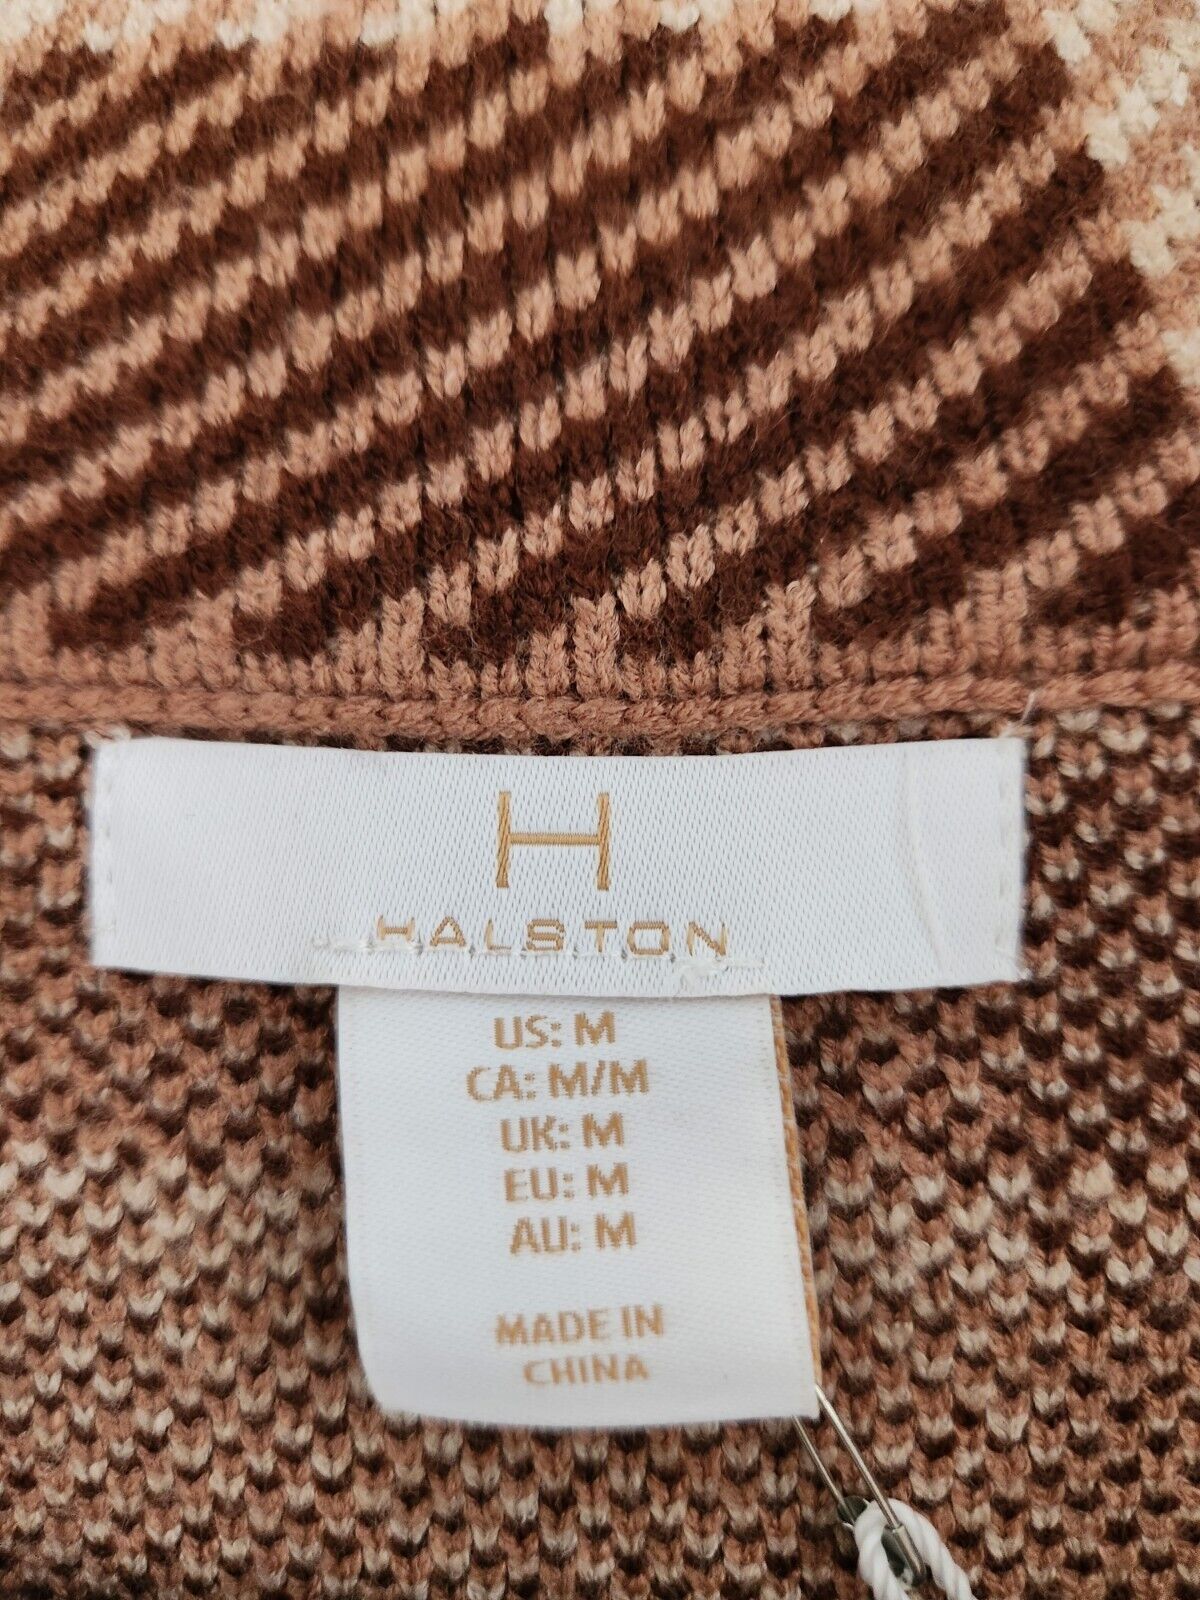 H
HALSTON
US: M
CA: M/M
UK: M
EU: M
AU: M
MADE IN
CHINA